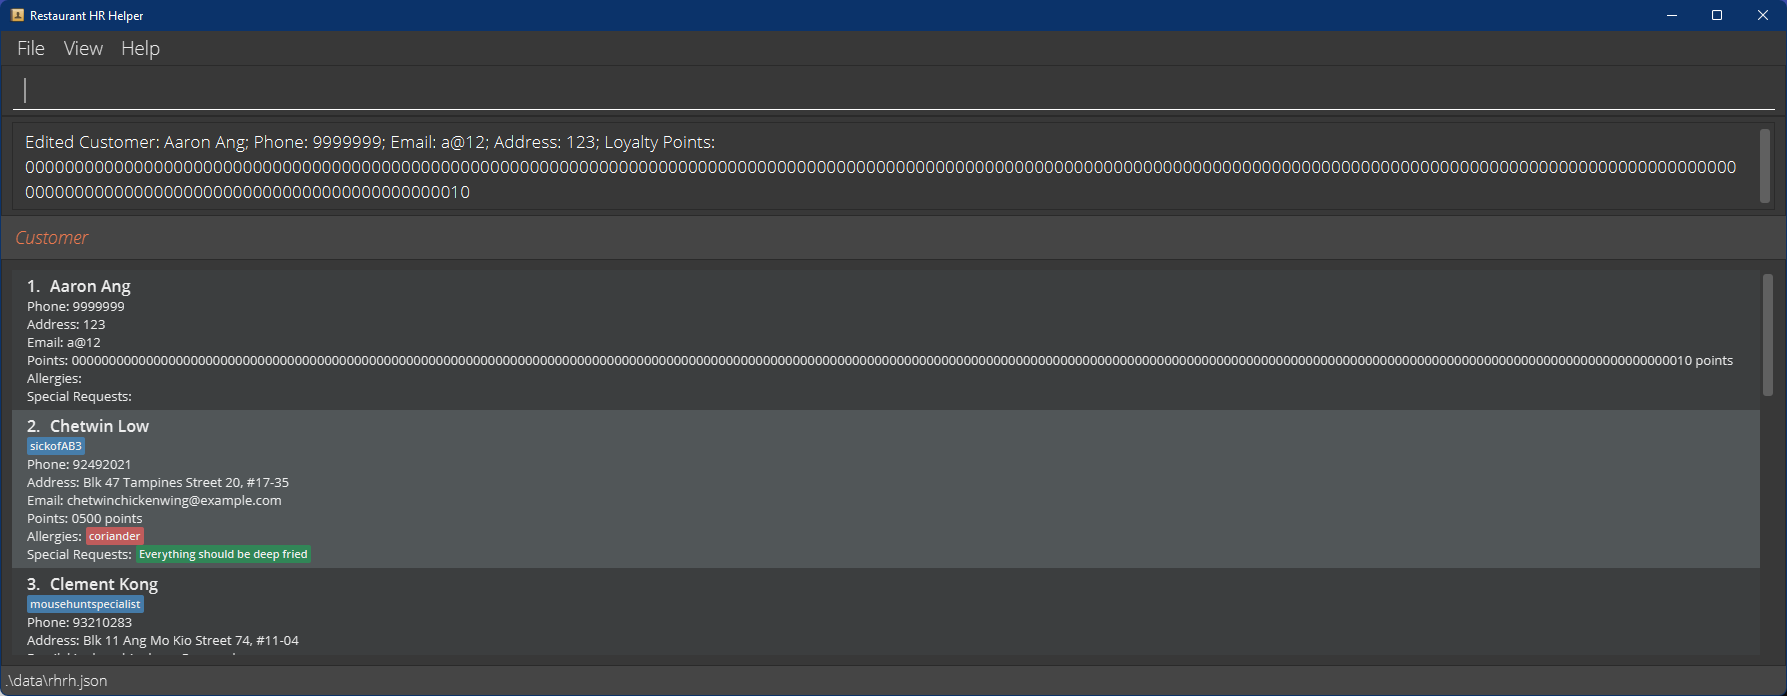 Restaurant HR Helper
File View Help
Edited Customer: Aaron Ang; Phone: 9999999; Email: a@12; Address: 123; Loyalty Points:
00000000000000000000000000000000000000000000000000000000000000000000000000000000000000000000000000000000000000000000000000000000000000000000000000000000000000000000000000000
000000000000000000000000000000000000000000010
Customer
1. Aaron Ang
Phone: 9999999
Address: 123
Email: a@12
Points: 00000000000000000000000000000000000000000000000000000000000000000000000000000000000000000000000000000000000000000000000000000000000000000000000000000000000000000000000000000000000000000000000000000000000000000000000000000000000010 points
Allergies:
Special Requests:
2. Chetwin Low
sickofAB3
Phone: 92492021
Address: Blk 47 Tampines Street 20, #17-35
Email: chetwinchickenwing@example.com
Points: 0500 points
Allergies: coriander
Special Requests: Everything should be deep fried
3. Clement Kong
mousehuntspecialist
Phone: 93210283
Address: Blk 11 Ang Mo Kio Street 74, #11-04
.\data\rhrh.json